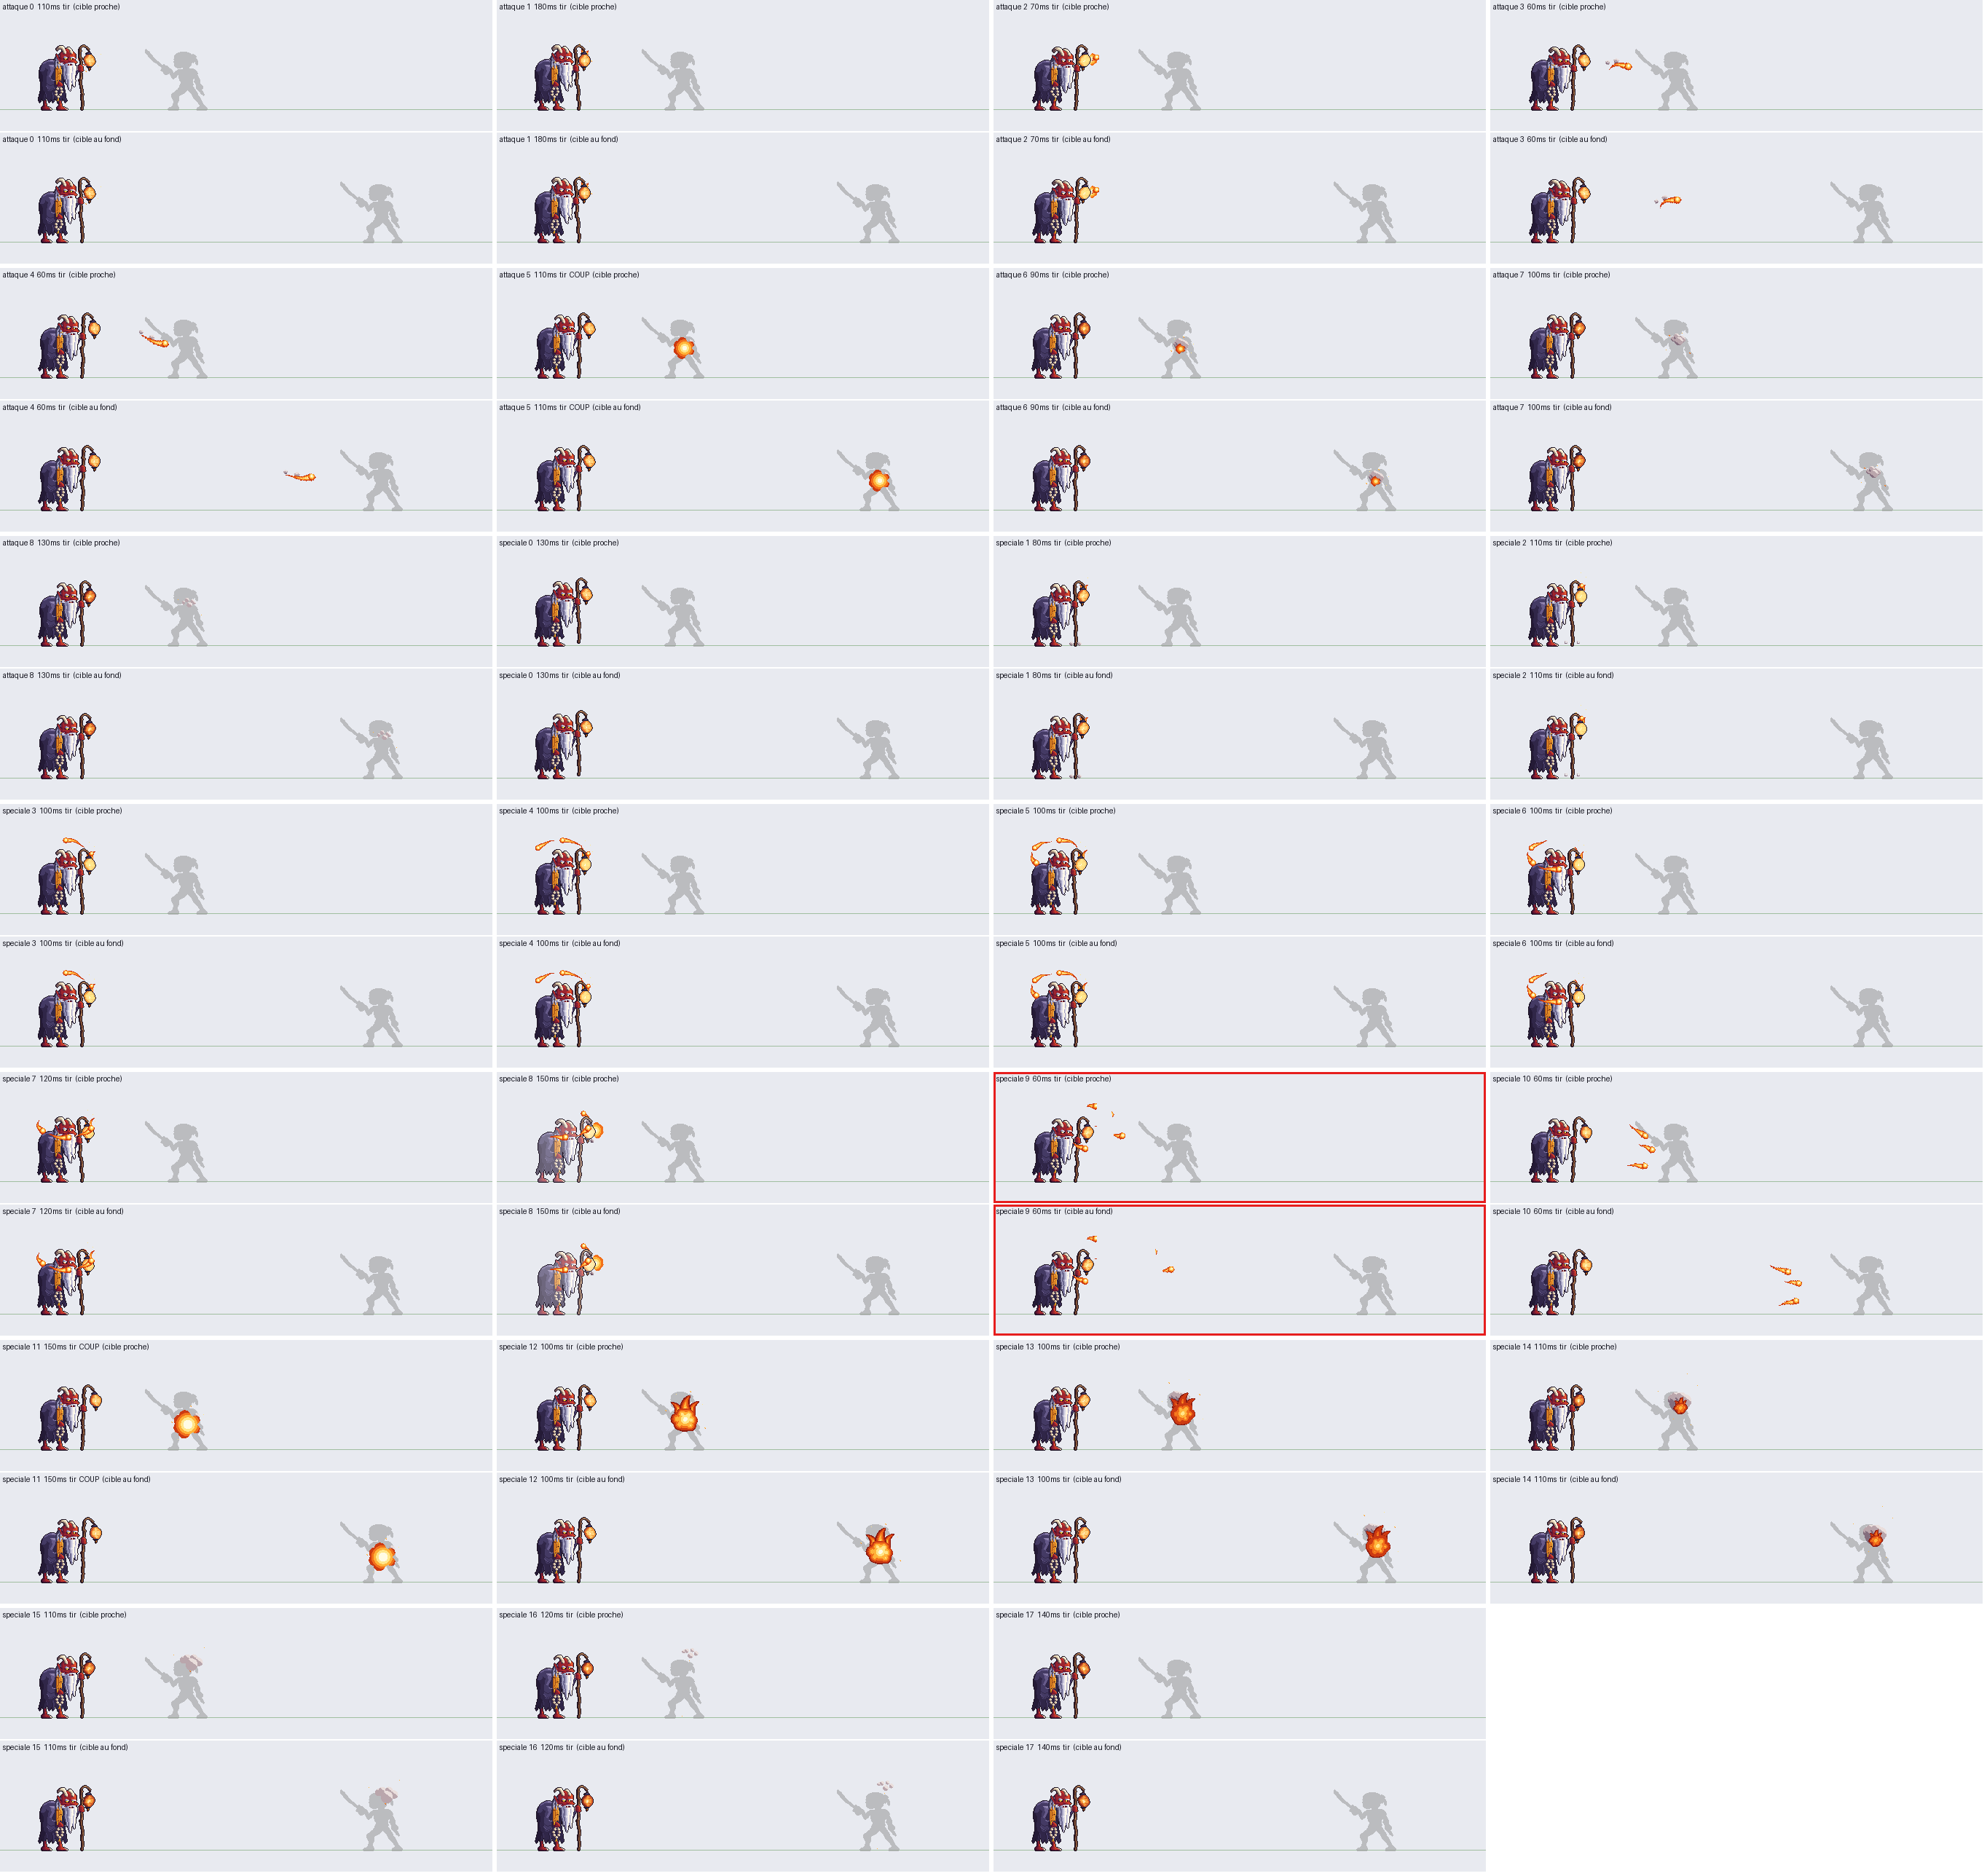 attaque 0 110ms tir (cible proche)
attaque 1 180ms tir (cible proche)
attaque 2 70ms tir (cible proche)
attaque 3 60ms tir (cible proche)
attaque 0 110ms tir (cible au fond)
attaque 1 180ms tir (cible au fond)
attaque 2 70ms tir (cible au fond)
attaque 3 60ms tir (cible au fond)
attaque 4 60ms tir (cible proche)
attaque 5 110ms tir COUP (cible proche)
attaque 6 90ms tir (cible proche)
attaque 7 100ms tir (cible proche)
attaque 4 60ms tir (cible au fond)
attaque 5 110ms tir COUP (cible au fond)
attaque 6 90ms tir (cible au fond)
attaque 7 100ms tir (cible au fond)
attaque 8 130ms tir (cible proche)
speciale 0 130ms tir (cible proche)
speciale 1 80ms tir (cible proche)
speciale 2 110ms tir (cible proche)
attaque 8 130ms tir (cible au fond)
speciale 0 130ms tir (cible au fond)
speciale 1 80ms tir (cible au fond)
speciale 2 110ms tir (cible au fond)
speciale 3 100ms tir (cible proche)
speciale 4 100ms tir (cible proche)
speciale 5 100ms tir (cible proche)
speciale 6 100ms tir (cible proche)
speciale 3 100ms tir (cible au fond)
speciale 4 100ms tir (cible au fond)
speciale 5 100ms tir (cible au fond)
speciale 6 100ms tir (cible au fond)
speciale 7 120ms tir (cible proche)
speciale 8 150ms tir (cible proche)
speciale 9 60ms tir (cible proche)
speciale 10 60ms tir (cible proche)
speciale 7 120ms tir (cible au fond)
speciale 8 150ms tir (cible au fond)
speciale 9 60ms tir (cible au fond)
speciale 10 60ms tir (cible au fond)
speciale 11 150ms tir COUP (cible proche)
speciale 12 100ms tir (cible proche)
speciale 13 100ms tir (cible proche)
speciale 14 110ms tir (cible proche)
speciale 11 150ms tir COUP (cible au fond)
speciale 12 100ms tir (cible au fond)
speciale 13 100ms tir (cible au fond)
speciale 14 110ms tir (cible au fond)
speciale 15 110ms tir (cible proche)
speciale 16 120ms tir (cible proche)
speciale 17 140ms tir (cible proche)
speciale 15 110ms tir (cible au fond)
speciale 16 120ms tir (cible au fond)
speciale 17 140ms tir (cible au fond)